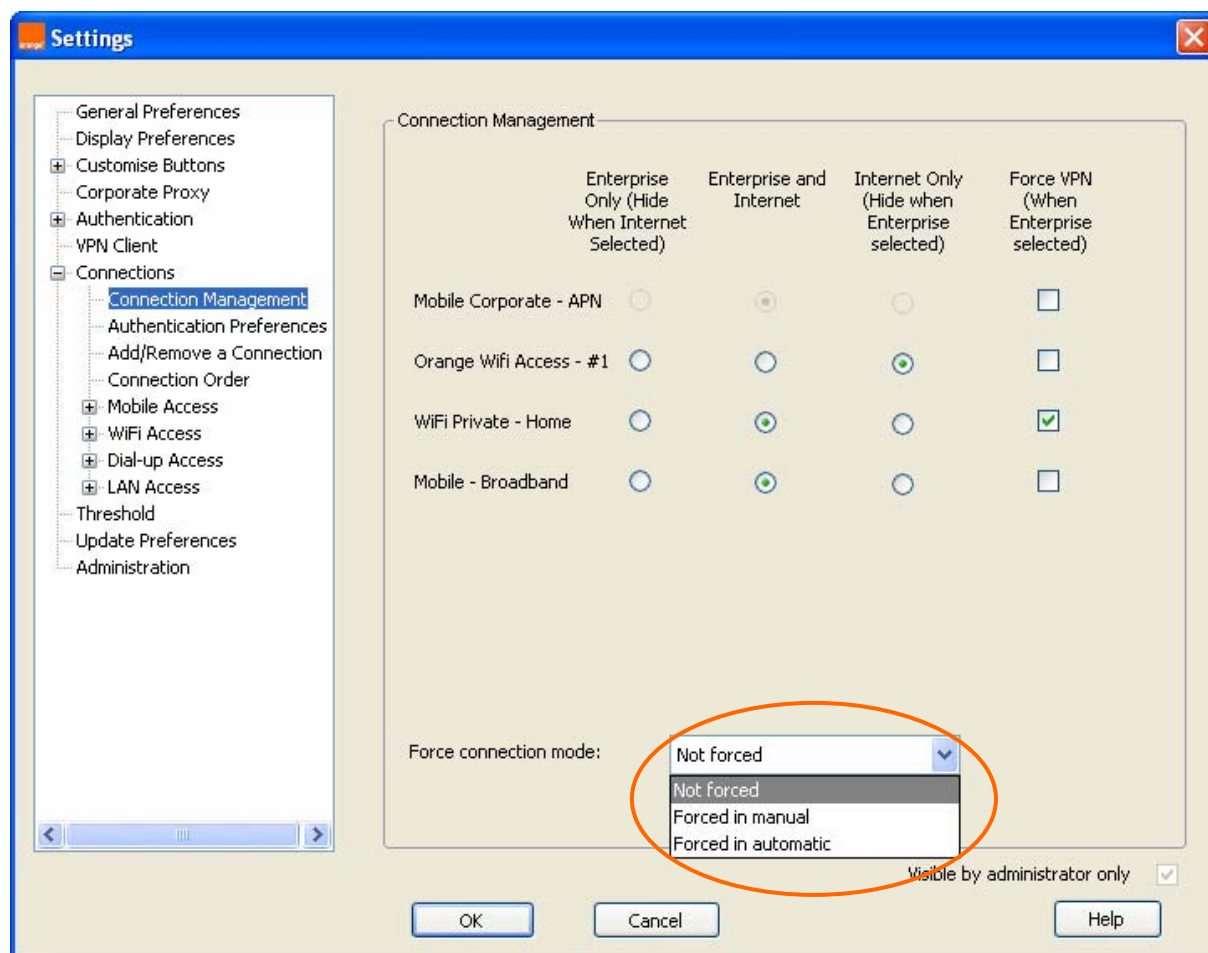 Settings
General Preferences
Display Preferences
Customise Buttons
Corporate Proxy
Authentication
VPN Client
Connections
Connection Management
Authentication Preferences
Add/Remove a Connection
Connection Order
Mobile Access
WiFi Access
Dial-up Access
LAN Access
Threshold
Update Preferences
Administration
Connection Management
Enterprise
Only (Hide
When Internet
Selected)
Enterprise and
Internet
Internet Only
(Hide when
Enterprise
selected)
Force VPN
(When
Enterprise
selected)
Mobile Corporate - APN
Orange Wifi Access - #1
WiFi Private - Home
Mobile - Broadband
Force connection mode:
Not forced
Not forced
Forced in manual
Forced in automatic
Visible by administrator only
OK
Cancel
Help